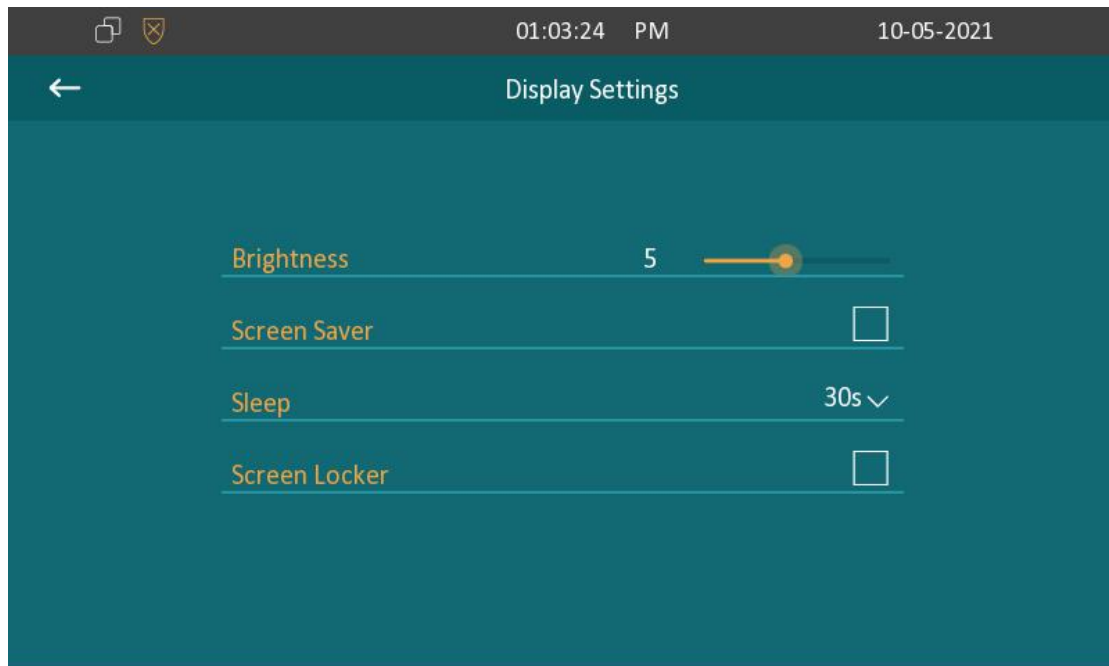 01:03:24 PM 10-05-2021
Display Settings
Brightness 5
Screen Saver
Sleep 30s
Screen Locker